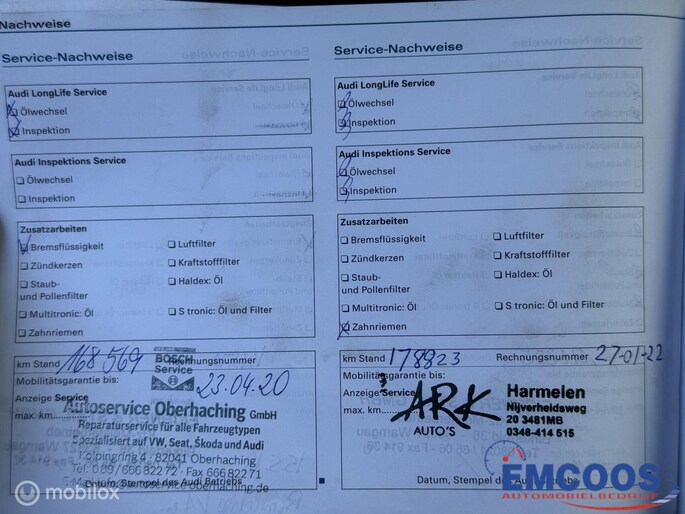 Nachweise
Service-Nachweise
Audi LongLife Service
Ölwechsel
Inspektion
Audi Inspektions Service
Ölwechsel
Inspektion
Zusatzarbeiten
Bremsflüssigkeit
Luftfilter
Zündkerzen
Kraftstofffilter
Staub-
und Pollenfilter
Haldex: Öl
Multitronic: Öl
S tronic: Öl und Filter
Zahnriemen
km Stand 168 569
Rechnungsnummer
BOSCH
Service
Mobilitätsgarantie bis:
23.04.20
Anzeige Service
max. km
Autoservice Oberhaching GmbH
Reparaturservice für alle Fahrzeugtypen
Spezialisiert auf VW, Seat, Škoda und Audi
Kolpingring 4 · 82041 Oberhaching
Tel. 089/666 822 72 · Fax 666 822 71
Datum, Stempel des Audi Betriebs
Service-Nachweise
Audi LongLife Service
Ölwechsel
Inspektion
Audi Inspektions Service
Ölwechsel
Inspektion
Zusatzarbeiten
Bremsflüssigkeit
Luftfilter
Zündkerzen
Kraftstofffilter
Staub-
und Pollenfilter
Haldex: Öl
Multitronic: Öl
S tronic: Öl und Filter
Zahnriemen
km Stand 178923
Rechnungsnummer
27-01-22
Mobilitätsgarantie bis:
Anzeige Service
max. km
ARK
AUTO'S
Harmelen
Nijverheidsweg
20 3481MB
0348-414 515
Datum, Stempel des Audi Betriebs
EMCOOS
AUTOMOBIELBEDRIJF
mobilox